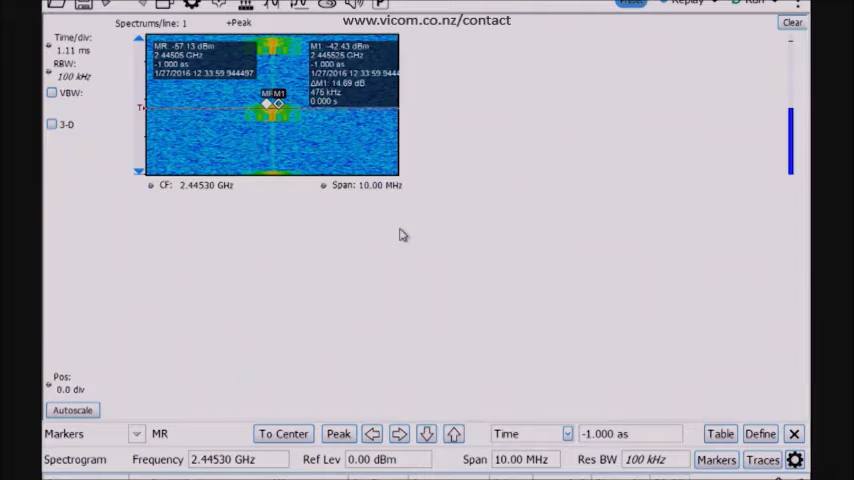 www.vicom.co.nz/contact
Preset
Replay
Run
Spectrums/line: 1
+Peak
Clear
Time/div:
1.11 ms
RBW:
100 kHz
VBW:
3-D
MR: -57.13 dBm
2.44505 GHz
-1.000 as
1/27/2016 12:33:59.944497
M1: -42.43 dBm
2.445525 GHz
-1.000 as
1/27/2016 12:33:59.9444
ΔM1: 14.69 dB
475 kHz
0.000 s
MR
M1
T
CF: 2.44530 GHz
Span: 10.00 MHz
Pos:
0.0 div
Autoscale
Markers
MR
To Center
Peak
Time
-1.000 as
Table
Define
Spectrogram
Frequency
2.44530 GHz
Ref Lev
0.00 dBm
Span
10.00 MHz
Res BW
100 kHz
Markers
Traces